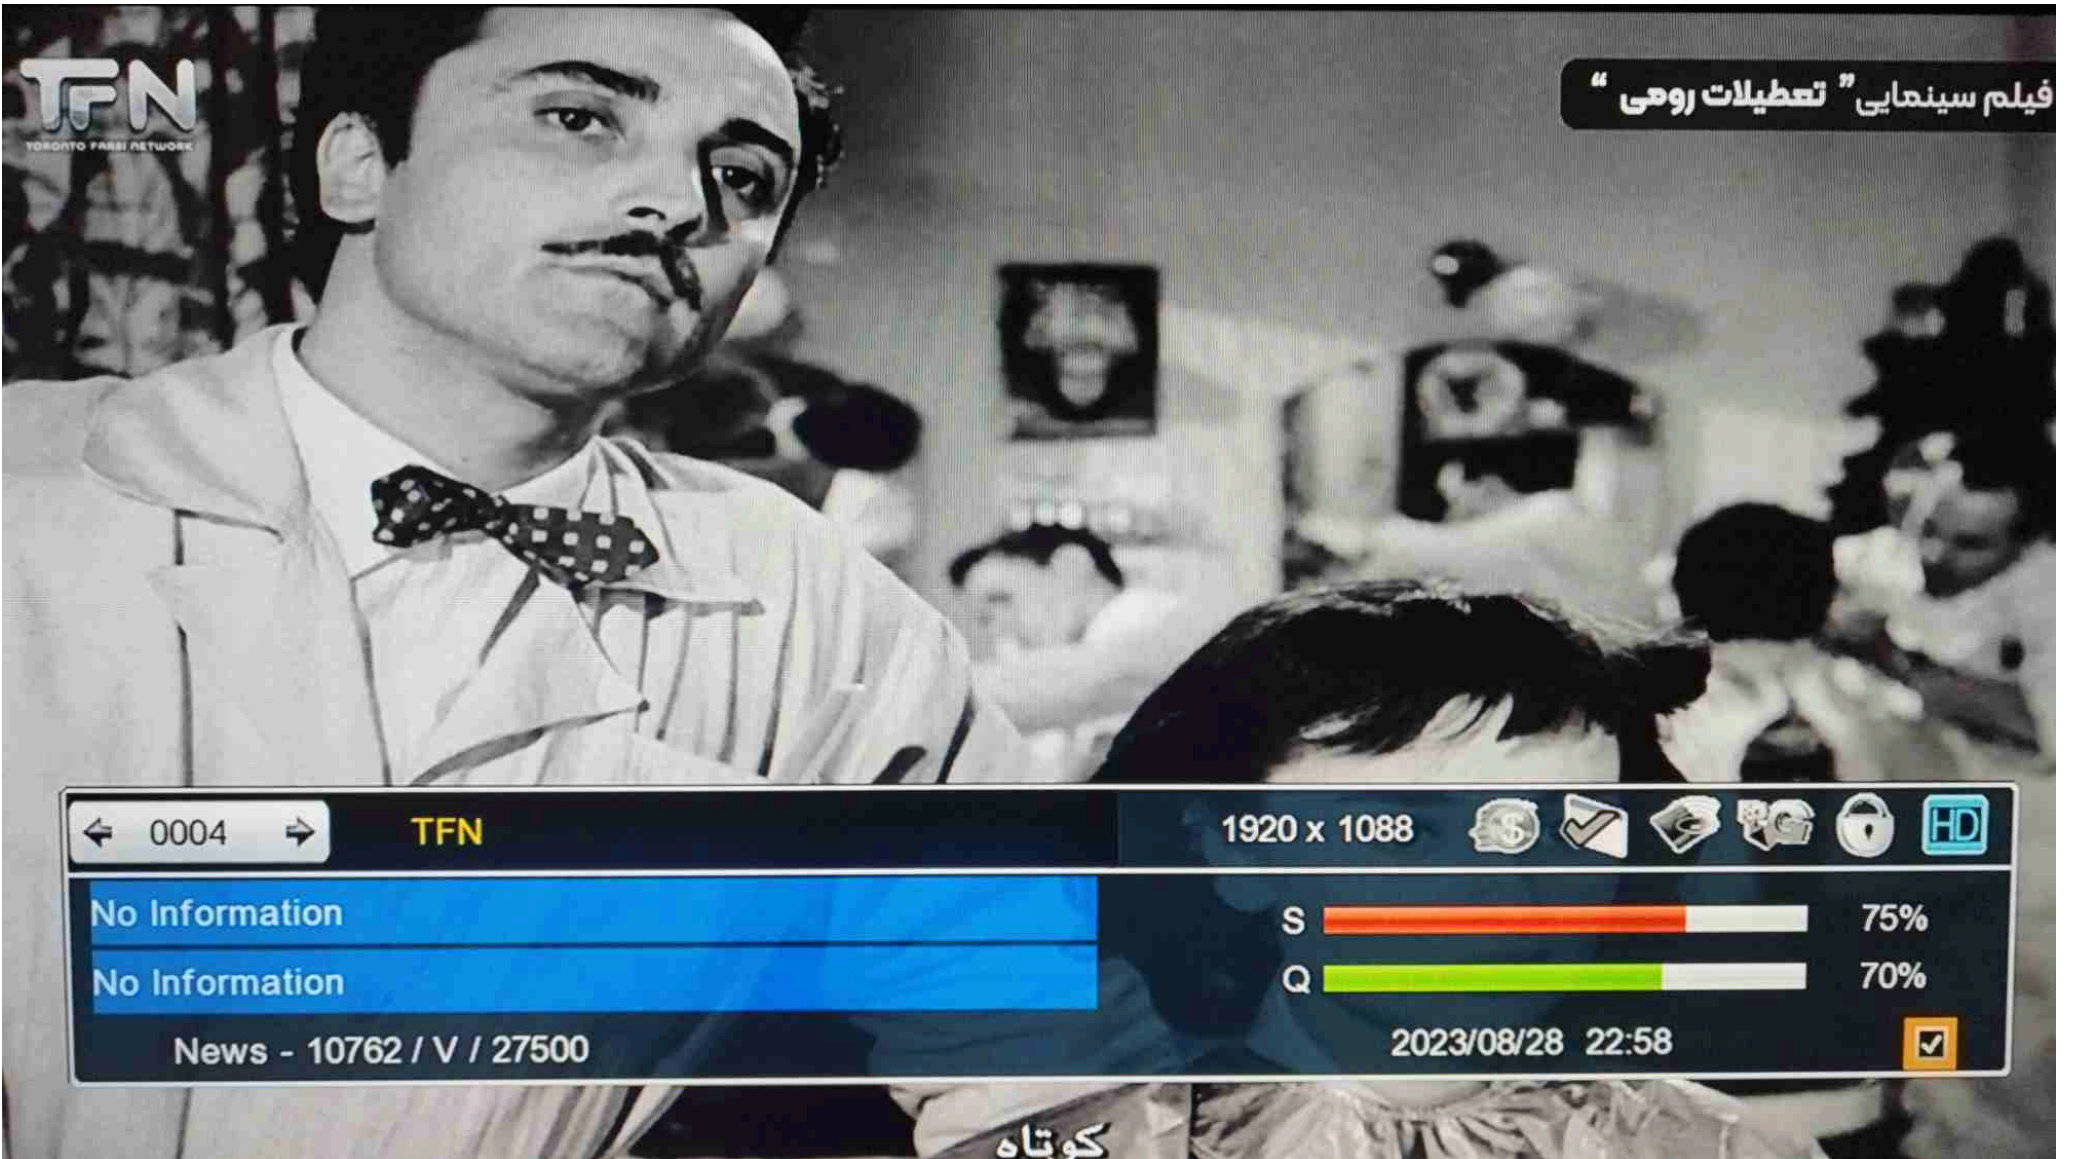 TFN
TORONTO FARSI NETWORK
فیلم سینمایی” تعطیلات رومی “
0004
TFN
1920 x 1088
HD
No Information
S 75%
No Information
Q 70%
News - 10762 / V / 27500
2023/08/28 22:58
کوتاه